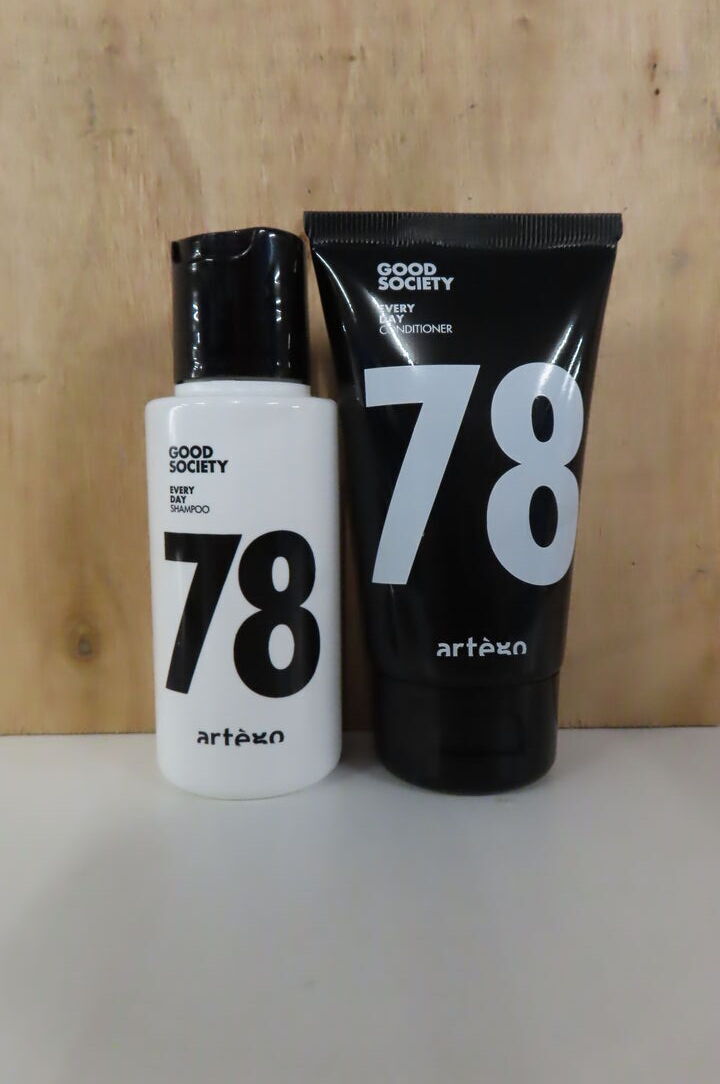 GOOD
SOCIETY
EVERY
DAY
SHAMPOO
78
artègo
GOOD
SOCIETY
EVERY
DAY
CONDITIONER
78
artègo